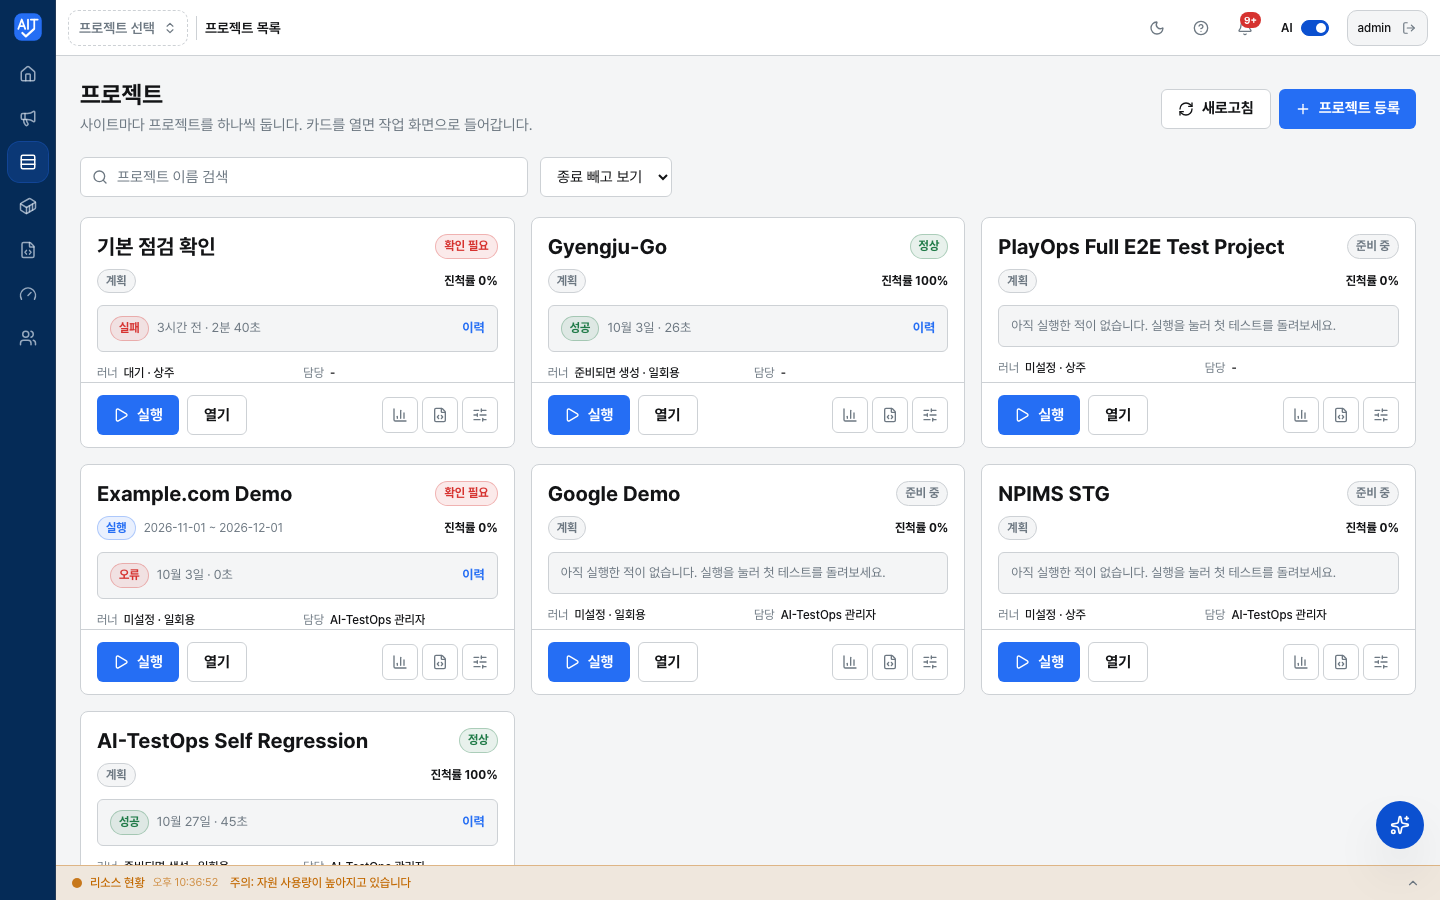 AIT
프로젝트 선택
프로젝트 목록
9+
AI
admin
프로젝트
사이트마다 프로젝트를 하나씩 둡니다. 카드를 열면 작업 화면으로 들어갑니다.
새로고침
프로젝트 등록
프로젝트 이름 검색
종료 빼고 보기
기본 점검 확인
확인 필요
계획
진척률 0%
실패 3시간 전 · 2분 40초
이력
러너 대기 · 상주
담당 -
실행
열기
Gyengju-Go
정상
계획
진척률 100%
성공 10월 3일 · 26초
이력
러너 준비되면 생성 · 일회용
담당 -
실행
열기
PlayOps Full E2E Test Project
준비 중
계획
진척률 0%
아직 실행한 적이 없습니다. 실행을 눌러 첫 테스트를 돌려보세요.
러너 미설정 · 상주
담당 -
실행
열기
Example.com Demo
확인 필요
실행 2026-11-01 ~ 2026-12-01
진척률 0%
오류 10월 3일 · 0초
이력
러너 미설정 · 일회용
담당 AI-TestOps 관리자
실행
열기
Google Demo
준비 중
계획
진척률 0%
아직 실행한 적이 없습니다. 실행을 눌러 첫 테스트를 돌려보세요.
러너 미설정 · 일회용
담당 AI-TestOps 관리자
실행
열기
NPIMS STG
준비 중
계획
진척률 0%
아직 실행한 적이 없습니다. 실행을 눌러 첫 테스트를 돌려보세요.
러너 미설정 · 상주
담당 AI-TestOps 관리자
실행
열기
AI-TestOps Self Regression
정상
계획
진척률 100%
성공 10월 27일 · 45초
이력
러너 준비되면 생성 · 일회용
담당 AI-TestOps 관리자
리소스 현황 오후 10:36:52 주의: 자원 사용량이 높아지고 있습니다